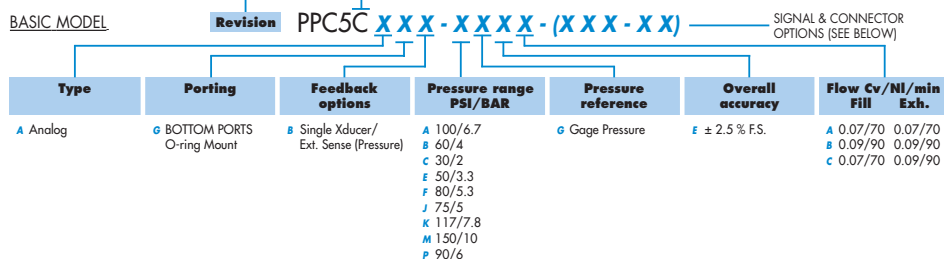 BASIC MODEL
Revision
PPC5C X X X - X X X X - (X X X - X X)
SIGNAL & CONNECTOR
OPTIONS (SEE BELOW)
Type
A Analog
Porting
G BOTTOM PORTS
O-ring Mount
Feedback
options
B Single Xducer/
Ext. Sense (Pressure)
Pressure range
PSI/BAR
A 100/6.7
B 60/4
C 30/2
E 50/3.3
F 80/5.3
J 75/5
K 117/7.8
M 150/10
P 90/6
Pressure
reference
G Gage Pressure
Overall
accuracy
E ± 2.5 % F.S.
Flow Cv/Nl/min
Fill Exh.
A 0.07/70 0.07/70
B 0.09/90 0.09/90
C 0.07/70 0.09/90